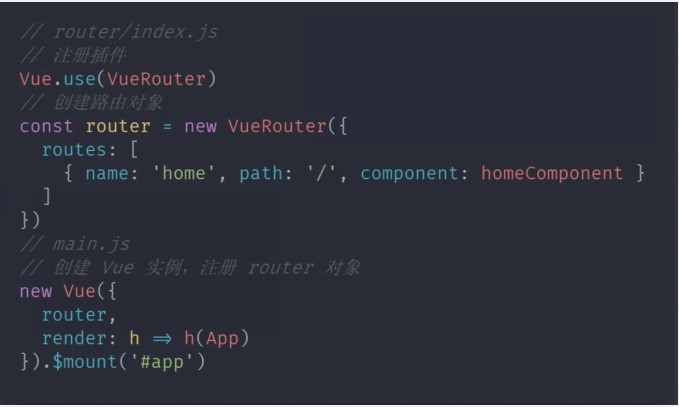 // router/index.js
// 注册插件
Vue.use(VueRouter)
// 创建路由对象
const router = new VueRouter({
  routes: [
    { name: 'home', path: '/', component: homeComponent }
  ]
})
// main.js
// 创建 Vue 实例，注册 router 对象
new Vue({
  router,
  render: h => h(App)
}).$mount('#app')